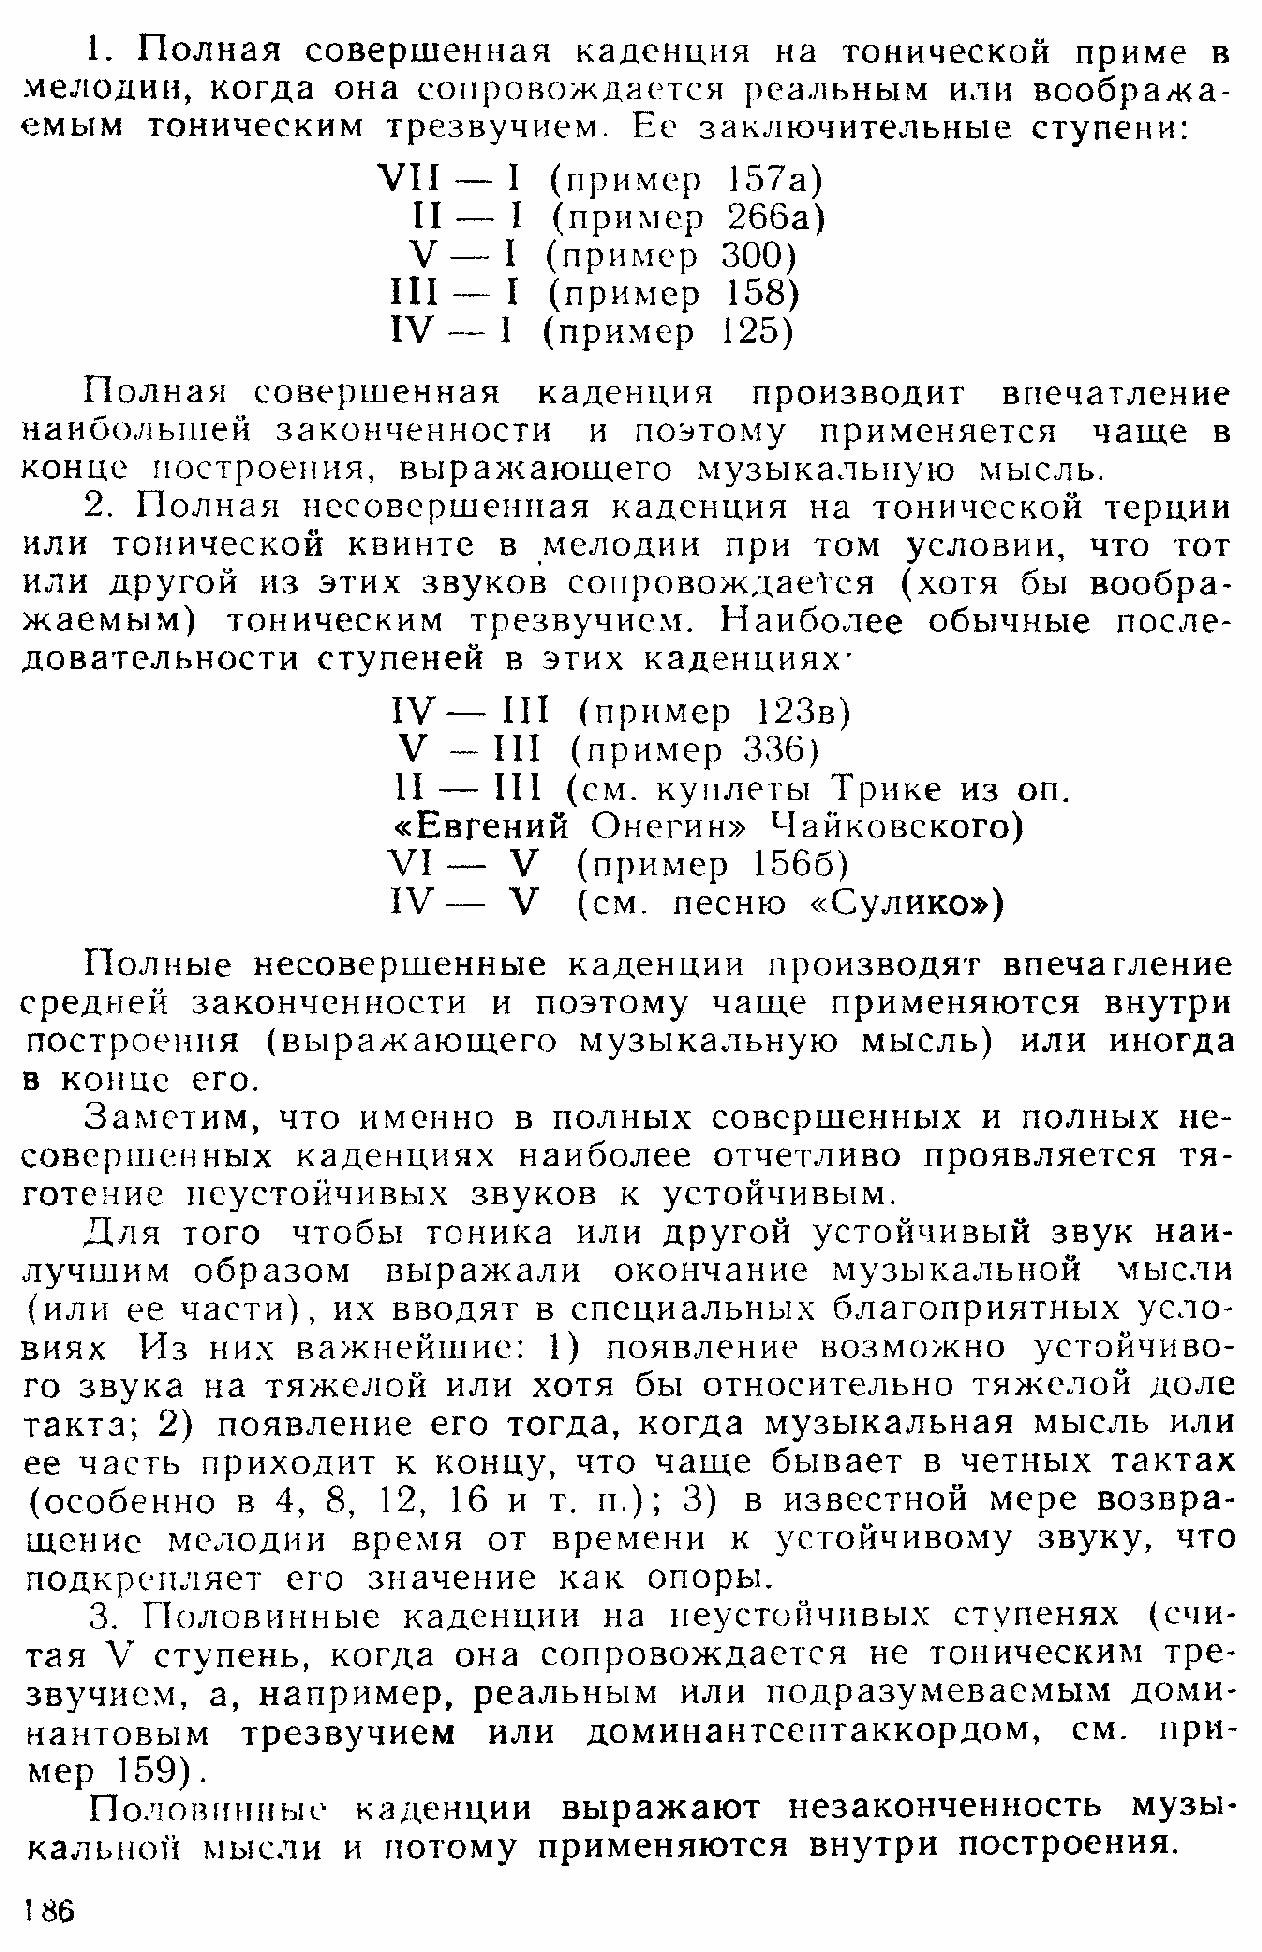 1. Полная совершенная каденция на тонической приме в
мелодии, когда она сопровождается реальным или вообража-
емым тоническим трезвучием. Ее заключительные ступени:
VII — I (пример 157а)
II — I (пример 266а)
V — I (пример 300)
III — I (пример 158)
IV — I (пример 125)
Полная совершенная каденция производит впечатление
наибольшей законченности и поэтому применяется чаще в
конце построения, выражающего музыкальную мысль.
2. Полная несовершенная каденция на тонической терции
или тонической квинте в мелодии при том условии, что тот
или другой из этих звуков сопровождается (хотя бы вообра-
жаемым) тоническим трезвучием. Наиболее обычные после-
довательности ступеней в этих каденциях·
IV — III (пример 123в)
V — III (пример 336)
II — III (см. куплеты Трике из оп.
«Евгений Онегин» Чайковского)
VI — V (пример 156б)
IV — V (см. песню «Сулико»)
Полные несовершенные каденции производят впечатление
средней законченности и поэтому чаще применяются внутри
построения (выражающего музыкальную мысль) или иногда
в конце его.
Заметим, что именно в полных совершенных и полных не-
совершенных каденциях наиболее отчетливо проявляется тя-
готение неустойчивых звуков к устойчивым.
Для того чтобы тоника или другой устойчивый звук наи-
лучшим образом выражали окончание музыкальной мысли
(или ее части), их вводят в специальных благоприятных усло-
виях Из них важнейшие: 1) появление возможно устойчиво-
го звука на тяжелой или хотя бы относительно тяжелой доле
такта; 2) появление его тогда, когда музыкальная мысль или
ее часть приходит к концу, что чаще бывает в четных тактах
(особенно в 4, 8, 12, 16 и т. п.); 3) в известной мере возвра-
щение мелодии время от времени к устойчивому звуку, что
подкрепляет его значение как опоры.
3. Половинные каденции на неустойчивых ступенях (счи-
тая V ступень, когда она сопровождается не тоническим тре-
звучием, а, например, реальным или подразумеваемым доми-
нантовым трезвучием или доминантсептаккордом, см. при-
мер 159).
Половинные каденции выражают незаконченность музы-
кальной мысли и потому применяются внутри построения.
186